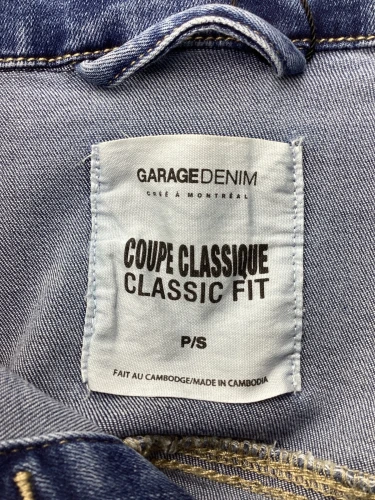 GARAGEDENIM
CRÉÉ À MONTRÉAL
COUPE CLASSIQUE
CLASSIC FIT
P/S
FAIT AU CAMBODGE/MADE IN CAMBODIA